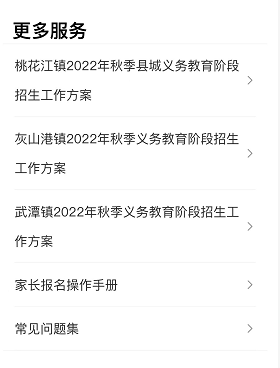 更多服务
桃花江镇2022年秋季县城义务教育阶段
招生工作方案
灰山港镇2022年秋季义务教育阶段招生
工作方案
武潭镇2022年秋季义务教育阶段招生工
作方案
家长报名操作手册
常见问题集